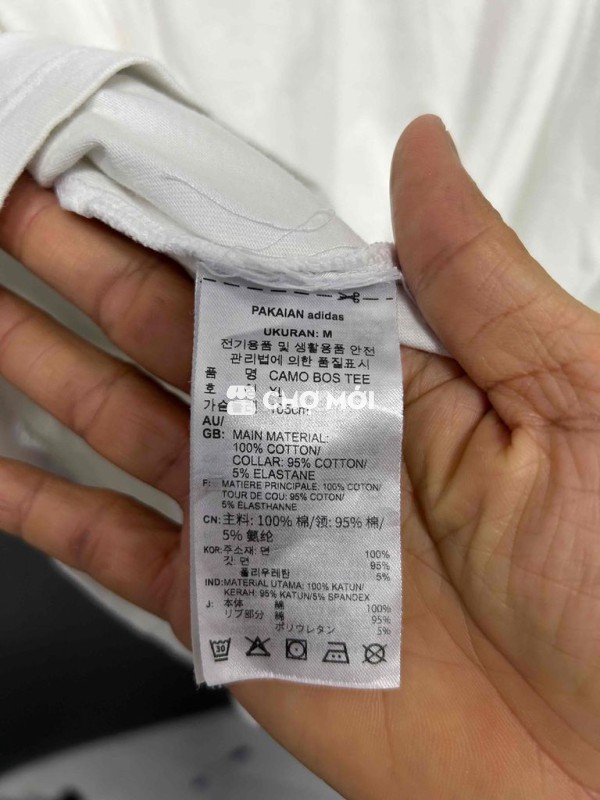 PAKAIAN adidas
UKURAN: M
전기용품 및 생활용품 안전
관리법에 의한 품질표시
품 명 CAMO BOS TEE
호
가슴
CHỢ MỚI
AU/
GB: MAIN MATERIAL:
100% COTTON/
COLLAR: 95% COTTON/
5% ELASTANE
F: MATIERE PRINCIPALE: 100% COTON/
TOUR DE COU: 95% COTON/
5% ELASTHANNE
CN: 主料: 100% 棉/领: 95% 棉/
5% 氨纶
KOR: 주소재: 면 100%
깃: 면 95%
폴리우레탄 5%
IND: MATERIAL UTAMA: 100% KATUN/
KERAH: 95% KATUN/5% SPANDEX
J: 本体 綿 100%
リブ部分 綿 95%
ポリウレタン 5%
30